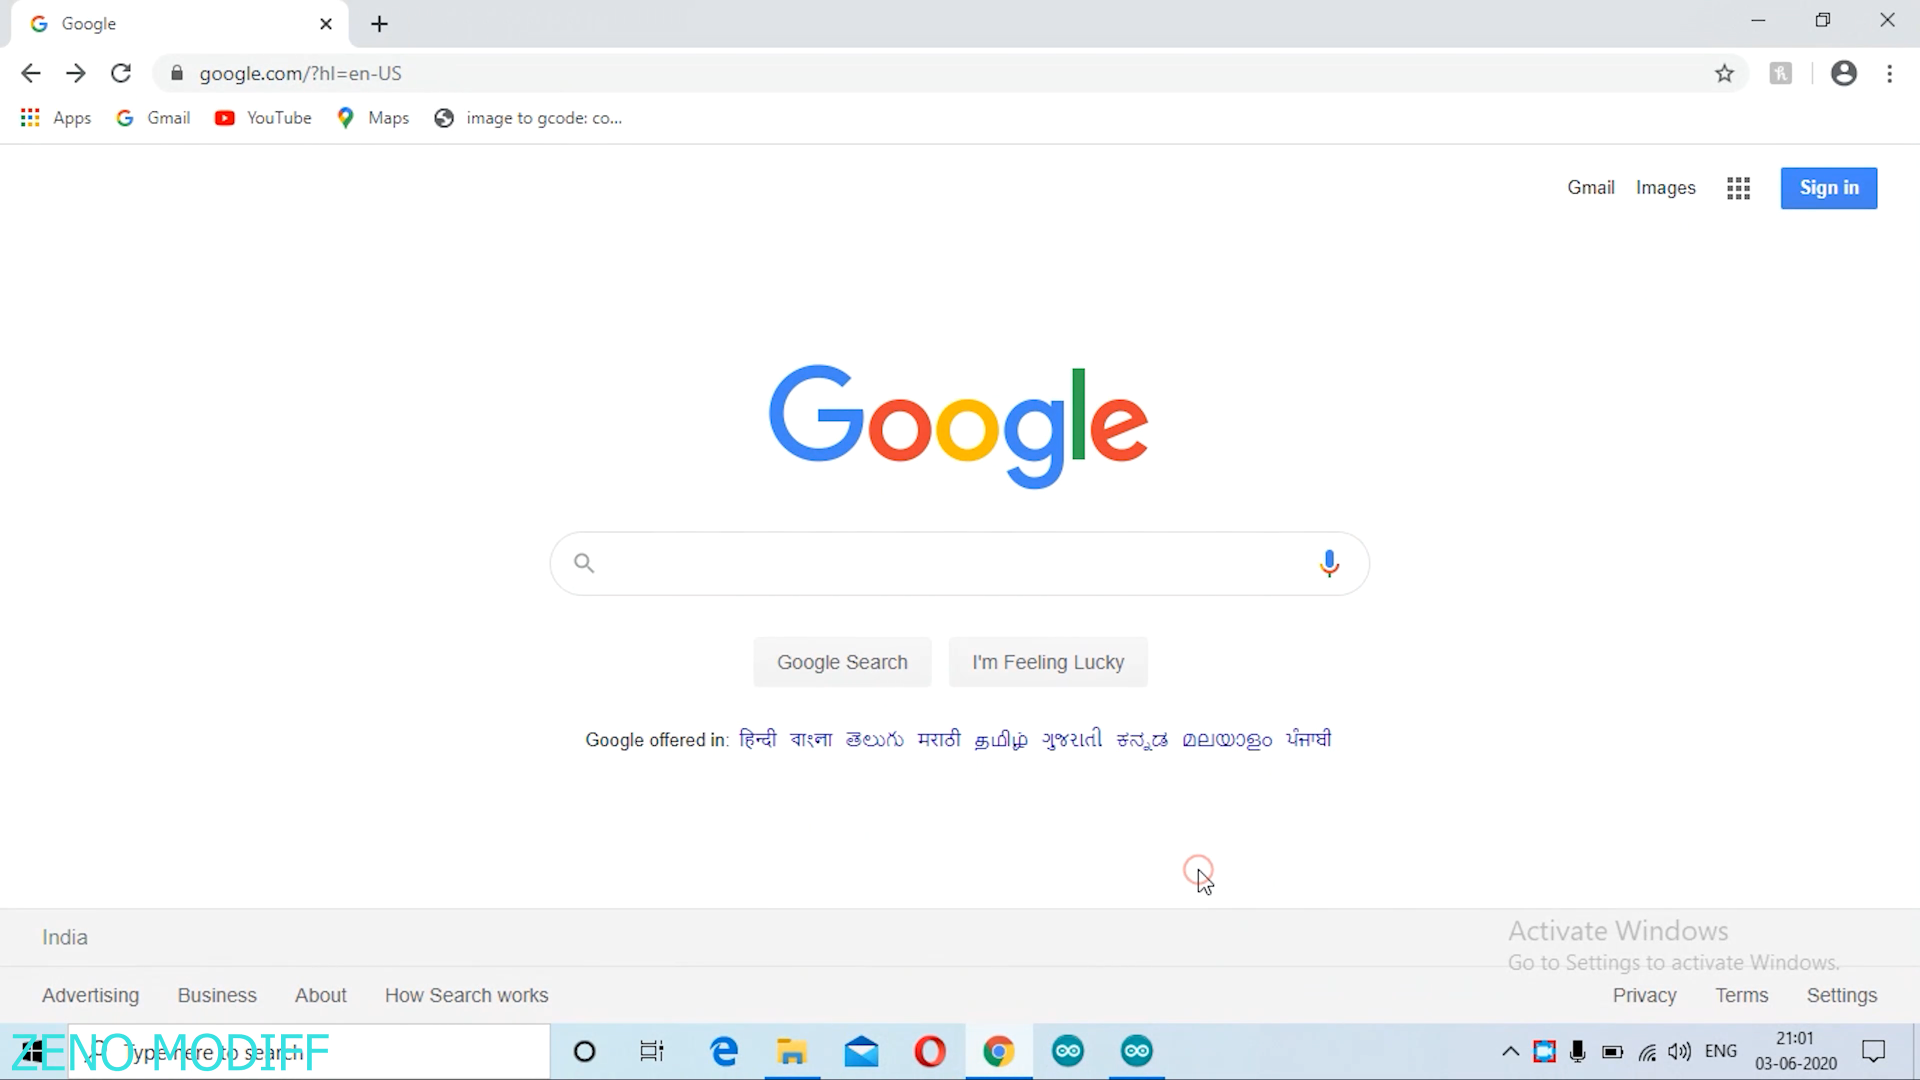 Google
google.com/?hl=en-US
Apps Gmail YouTube Maps image to gcode: co...
Gmail Images Sign in
Google
Google Search I'm Feeling Lucky
Google offered in: हिन्दी বাংলা తెలుగు मराठी தமிழ் ગુજરાતી ಕನ್ನಡ മലയാളം ਪੰਜਾਬੀ
India
Activate Windows
Go to Settings to activate Windows.
Advertising Business About How Search works Privacy Terms Settings
ZENO MODIFF
Type here to search
ENG
21:01
03-06-2020